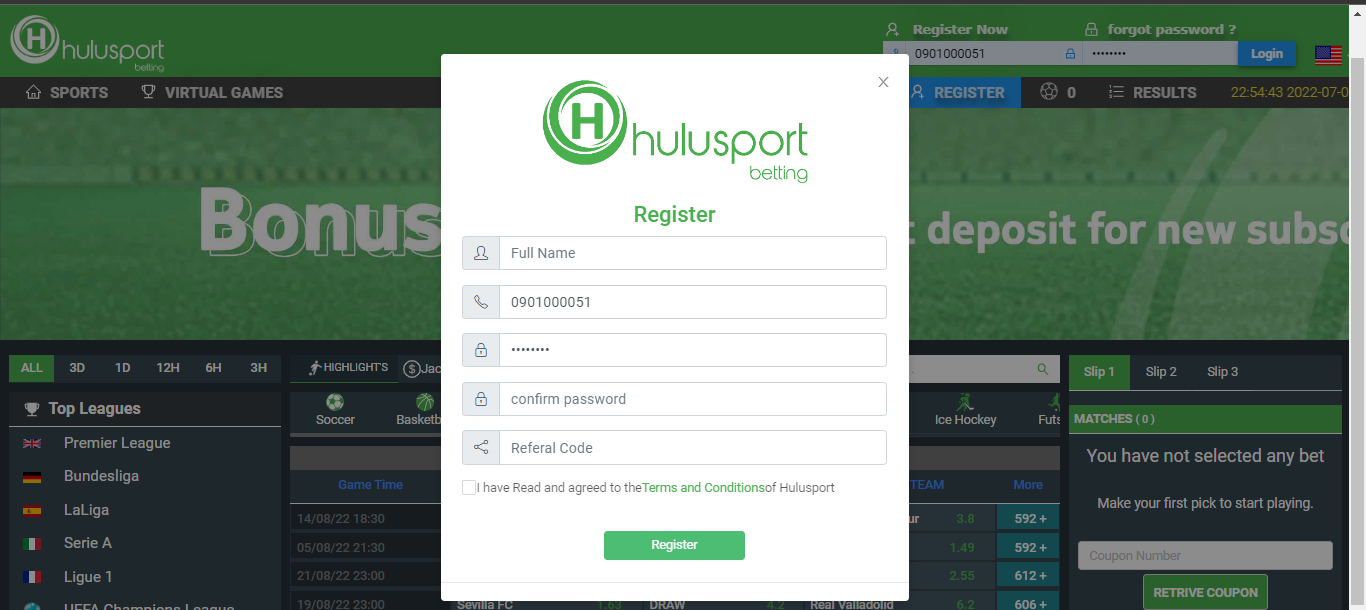 Hhulusport
betting
Register Now
forgot password ?
0901000051
••••••••
Login
SPORTS
VIRTUAL GAMES
REGISTER
0
RESULTS
22:54:43 2022-07-0
Bonus
deposit for new subsc
Hhulusport
betting
Register
Full Name
0901000051
••••••••
confirm password
Referal Code
I have Read and agreed to theTerms and Conditionsof Hulusport
Register
ALL 3D 1D 12H 6H 3H
Top Leagues
Premier League
Bundesliga
LaLiga
Serie A
Ligue 1
UEFA Champions League
HIGHLIGHT'S
$Jac
Soccer
Basketb
Ice Hockey
Futs
Game Time
TEAM
More
14/08/22 18:30
ur 3.8 592 +
05/08/22 21:30
1.49 592 +
21/08/22 23:00
2.55 612 +
19/08/22 23:00
Sevilla FC 1.63 DRAW 4.2 Real Valladolid 6.2 606 +
Slip 1 Slip 2 Slip 3
MATCHES ( 0 )
You have not selected any bet
Make your first pick to start playing.
Coupon Number
RETRIVE COUPON